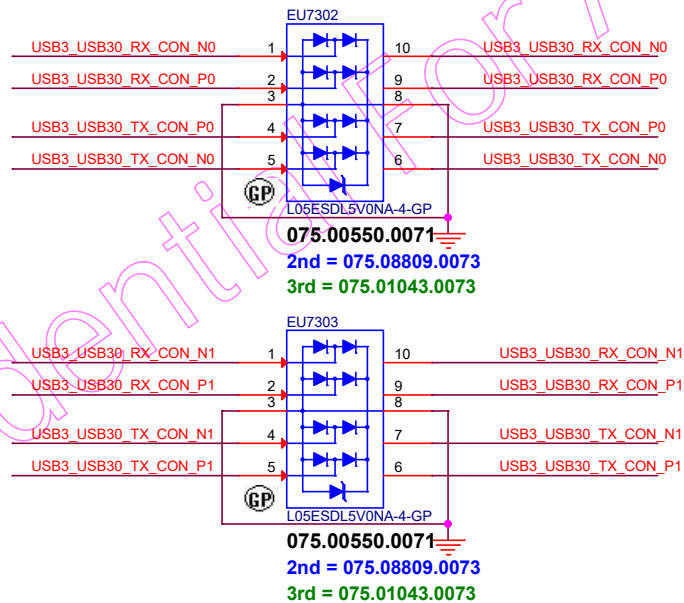 EU7302
USB3_USB30_RX_CON_N0 1 10 USB3_USB30_RX_CON_N0
USB3_USB30_RX_CON_P0 2 9 USB3_USB30_RX_CON_P0
3 8
USB3_USB30_TX_CON_P0 4 7 USB3_USB30_TX_CON_P0
USB3_USB30_TX_CON_N0 5 6 USB3_USB30_TX_CON_N0
GP
L05ESDL5V0NA-4-GP
075.00550.0071
2nd = 075.08809.0073
3rd = 075.01043.0073
EU7303
USB3_USB30_RX_CON_N1 1 10 USB3_USB30_RX_CON_N1
USB3_USB30_RX_CON_P1 2 9 USB3_USB30_RX_CON_P1
3 8
USB3_USB30_TX_CON_N1 4 7 USB3_USB30_TX_CON_N1
USB3_USB30_TX_CON_P1 5 6 USB3_USB30_TX_CON_P1
GP
L05ESDL5V0NA-4-GP
075.00550.0071
2nd = 075.08809.0073
3rd = 075.01043.0073
dential For